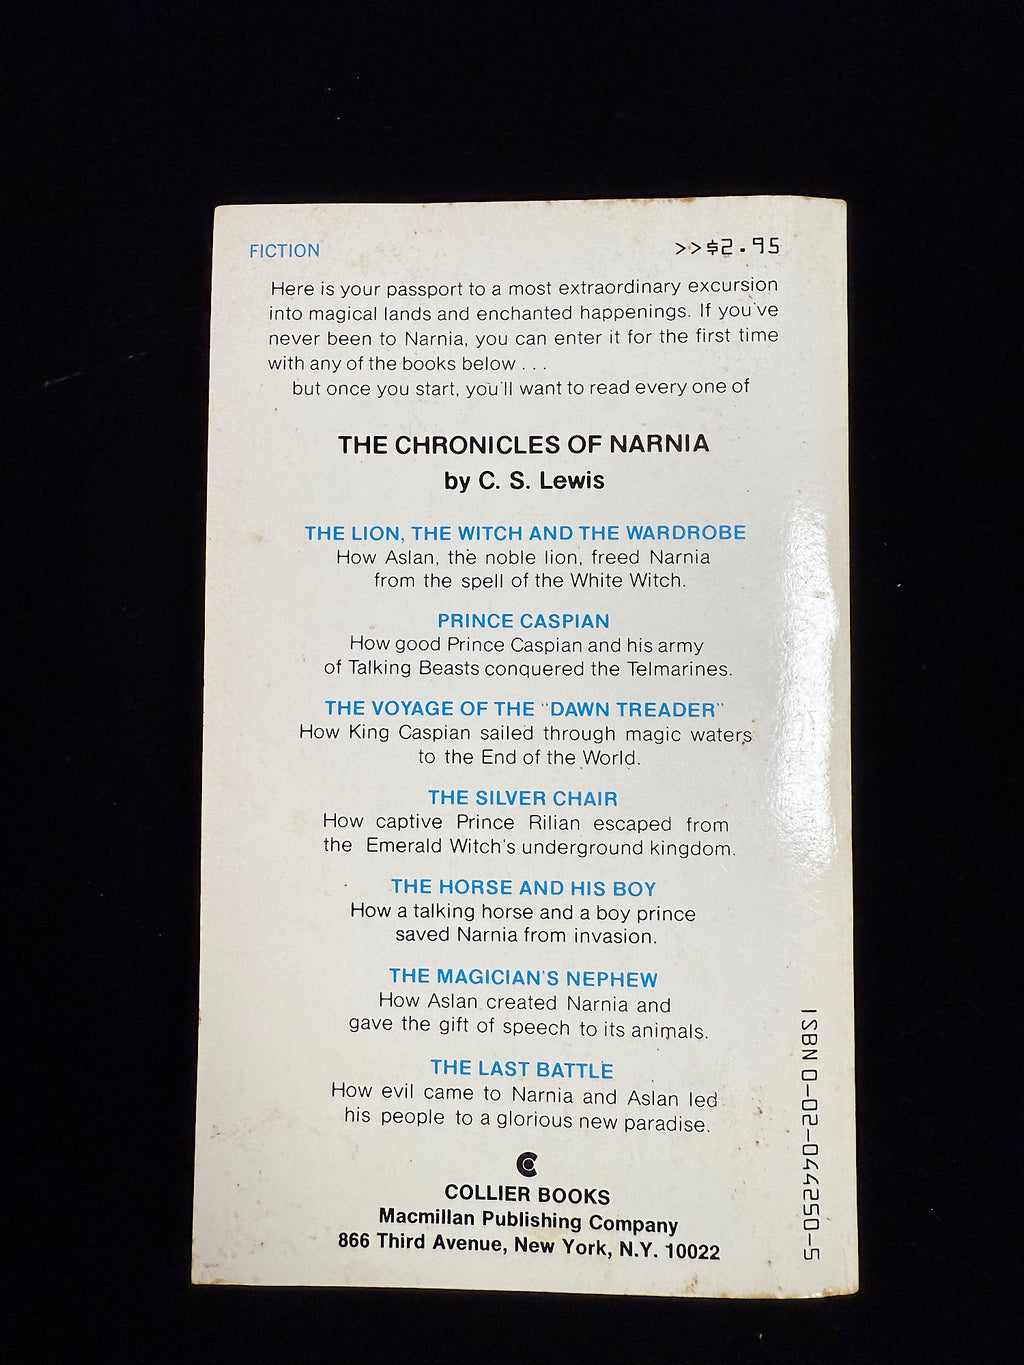 FICTION
>>$2.95
Here is your passport to a most extraordinary excursion
into magical lands and enchanted happenings. If you've
never been to Narnia, you can enter it for the first time
with any of the books below . . .
but once you start, you'll want to read every one of
THE CHRONICLES OF NARNIA
by C. S. Lewis
THE LION, THE WITCH AND THE WARDROBE
How Aslan, the noble lion, freed Narnia
from the spell of the White Witch.
PRINCE CASPIAN
How good Prince Caspian and his army
of Talking Beasts conquered the Telmarines.
THE VOYAGE OF THE "DAWN TREADER"
How King Caspian sailed through magic waters
to the End of the World.
THE SILVER CHAIR
How captive Prince Rilian escaped from
the Emerald Witch's underground kingdom.
THE HORSE AND HIS BOY
How a talking horse and a boy prince
saved Narnia from invasion.
THE MAGICIAN'S NEPHEW
How Aslan created Narnia and
gave the gift of speech to its animals.
THE LAST BATTLE
How evil came to Narnia and Aslan led
his people to a glorious new paradise.
COLLIER BOOKS
Macmillan Publishing Company
866 Third Avenue, New York, N.Y. 10022
ISBN 0-02-044250-5